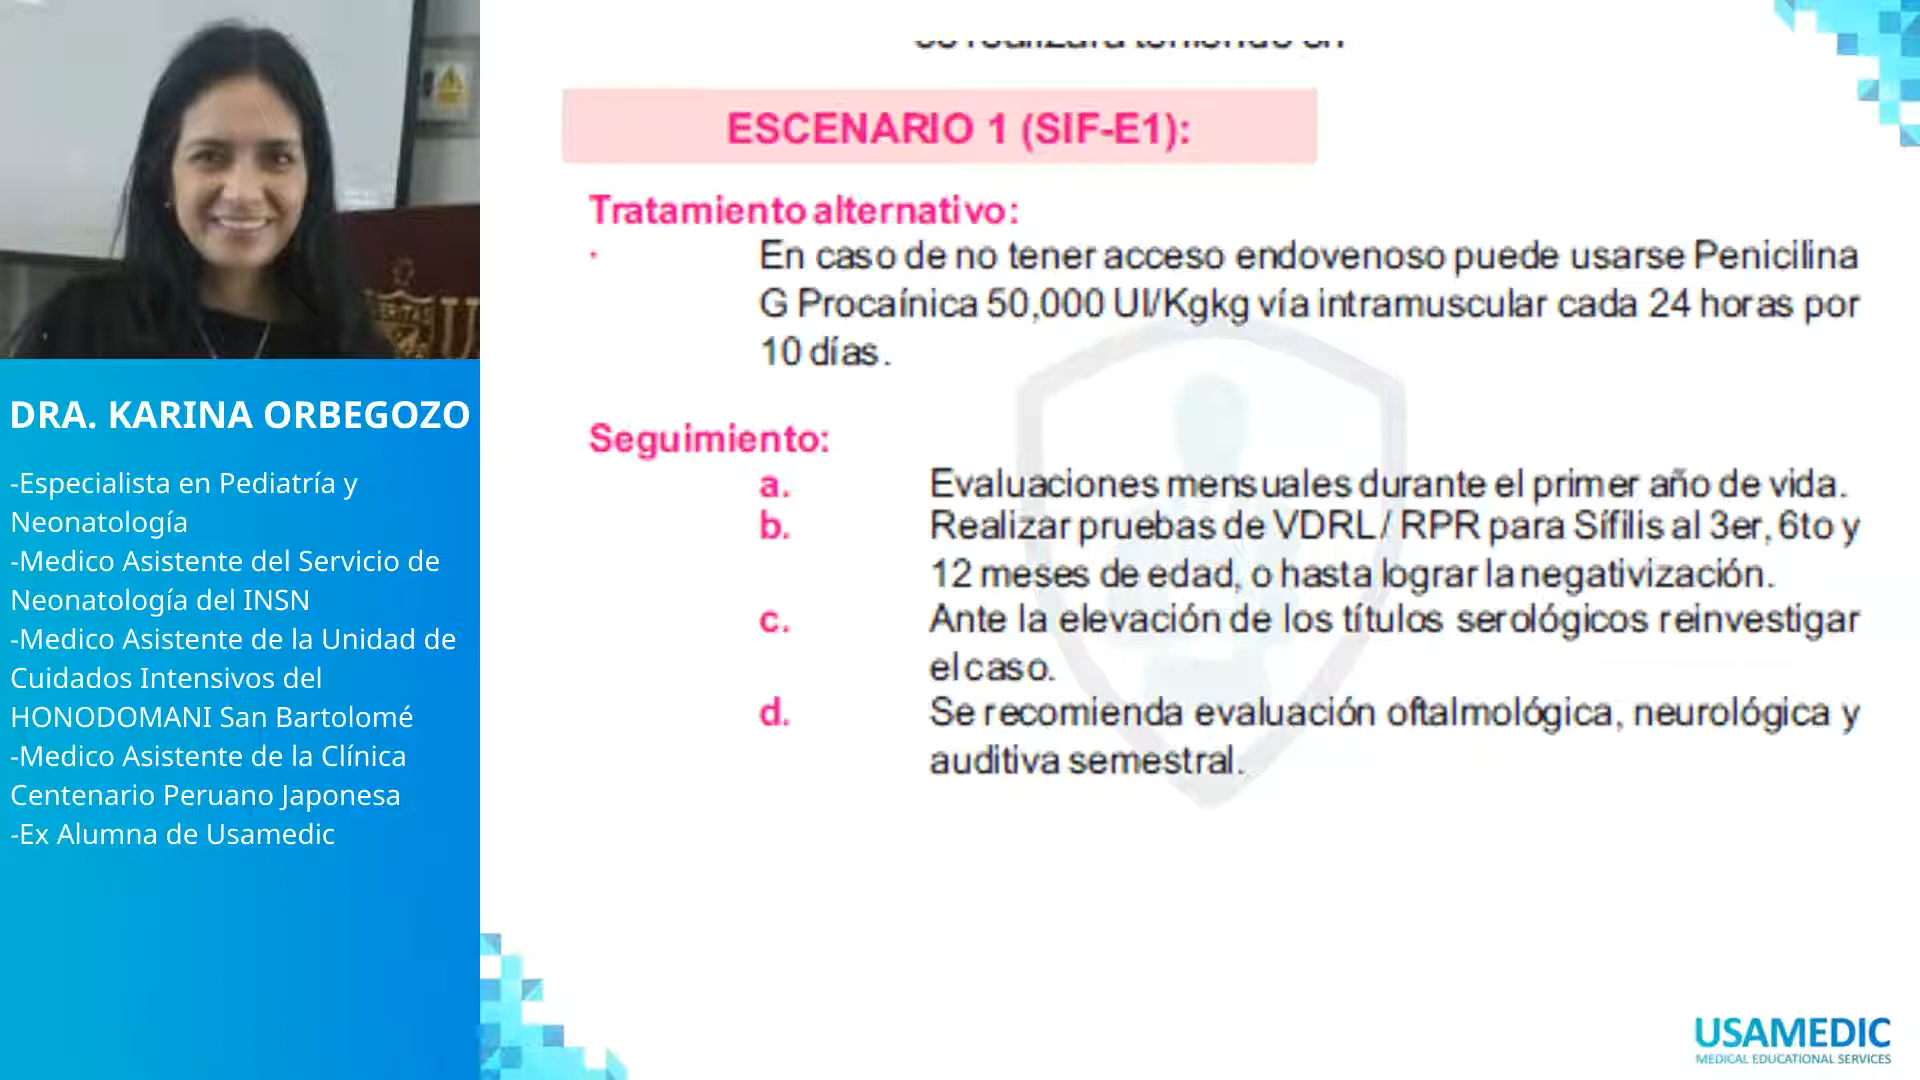 ESCENARIO 1 (SIF-E1):
Tratamiento alternativo:
En caso de no tener acceso endovenoso puede usarse Penicilina
G Procaínica 50,000 UI/Kgkg vía intramuscular cada 24 horas por
10 días.
Seguimiento:
a. Evaluaciones mensuales durante el primer año de vida.
b. Realizar pruebas de VDRL/ RPR para Sífilis al 3er, 6to y
12 meses de edad, o hasta lograr la negativización.
c. Ante la elevación de los títulos serológicos reinvestigar
el caso.
d. Se recomienda evaluación oftalmológica, neurológica y
auditiva semestral.
DRA. KARINA ORBEGOZO
-Especialista en Pediatría y
Neonatología
-Medico Asistente del Servicio de
Neonatología del INSN
-Medico Asistente de la Unidad de
Cuidados Intensivos del
HONODOMANI San Bartolomé
-Medico Asistente de la Clínica
Centenario Peruano Japonesa
-Ex Alumna de Usamedic
USAMEDIC
MEDICAL EDUCATIONAL SERVICES